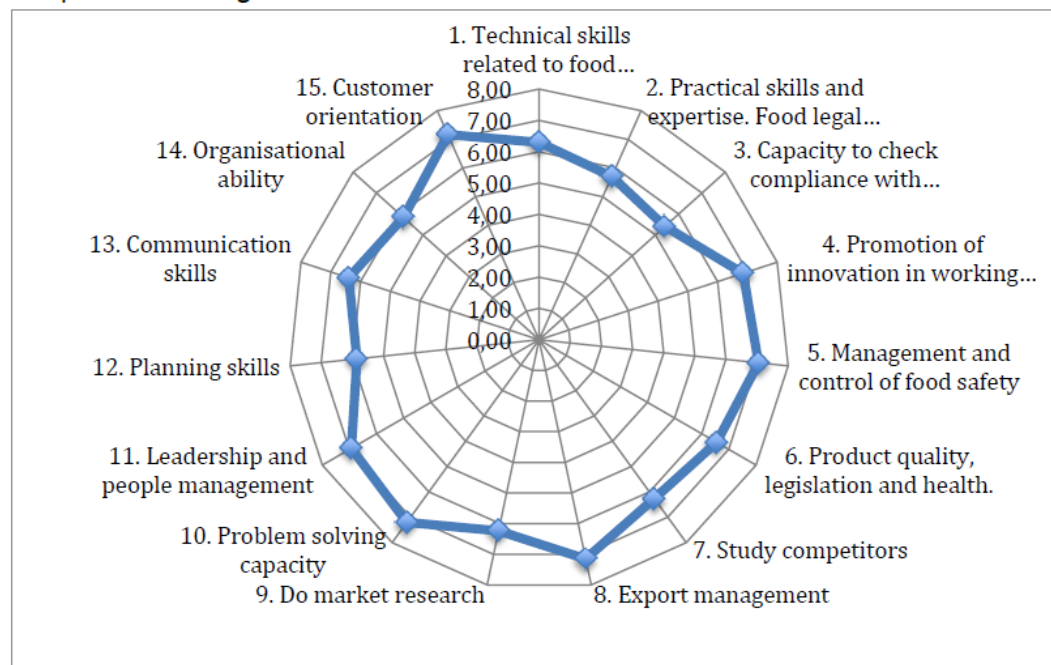 1. Technical skills
related to food...
2. Practical skills and
expertise. Food legal...
3. Capacity to check
compliance with...
4. Promotion of
innovation in working...
5. Management and
control of food safety
6. Product quality,
legislation and health.
7. Study competitors
8. Export management
9. Do market research
10. Problem solving
capacity
11. Leadership and
people management
12. Planning skills
13. Communication
skills
14. Organisational
ability
15. Customer
orientation
8,00
7,00
6,00
5,00
4,00
3,00
2,00
1,00
0,00